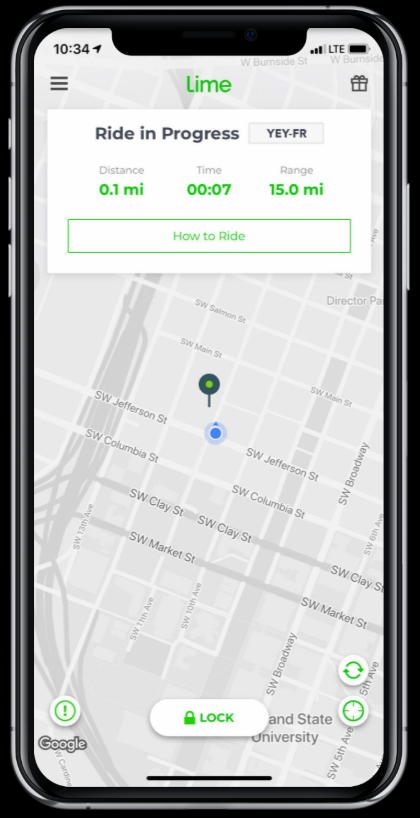 10:34
LTE
W Burnside St
W Burnside
Lime
Ride in Progress YEY-FR
Distance Time Range
0.1 mi 00:07 15.0 mi
How to Ride
SW Salmon St
Director Pa
SW Main St
SW Main St
SW Jefferson St
SW Columbia St
SW Jefferson St
SW Broadway
SW Columbia St
SW Clay St
SW Clay St
SW 13th Ave
SW 6th Ave
SW Market St
SW Clay St
SW Market St
SW 11th Ave
SW 10th Ave
SW Broadway
5th Ave
LOCK
and State
University
Google
SW 5th Ave
W Cardine